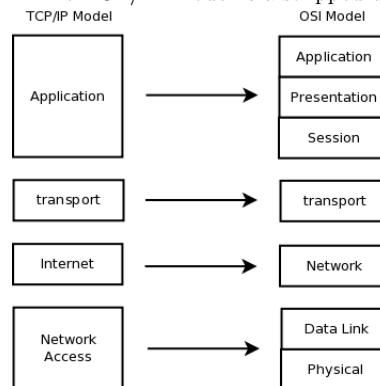 TCP/IP Model
OSI Model
Application
Application
Presentation
Session
transport
transport
Internet
Network
Network
Access
Data Link
Physical